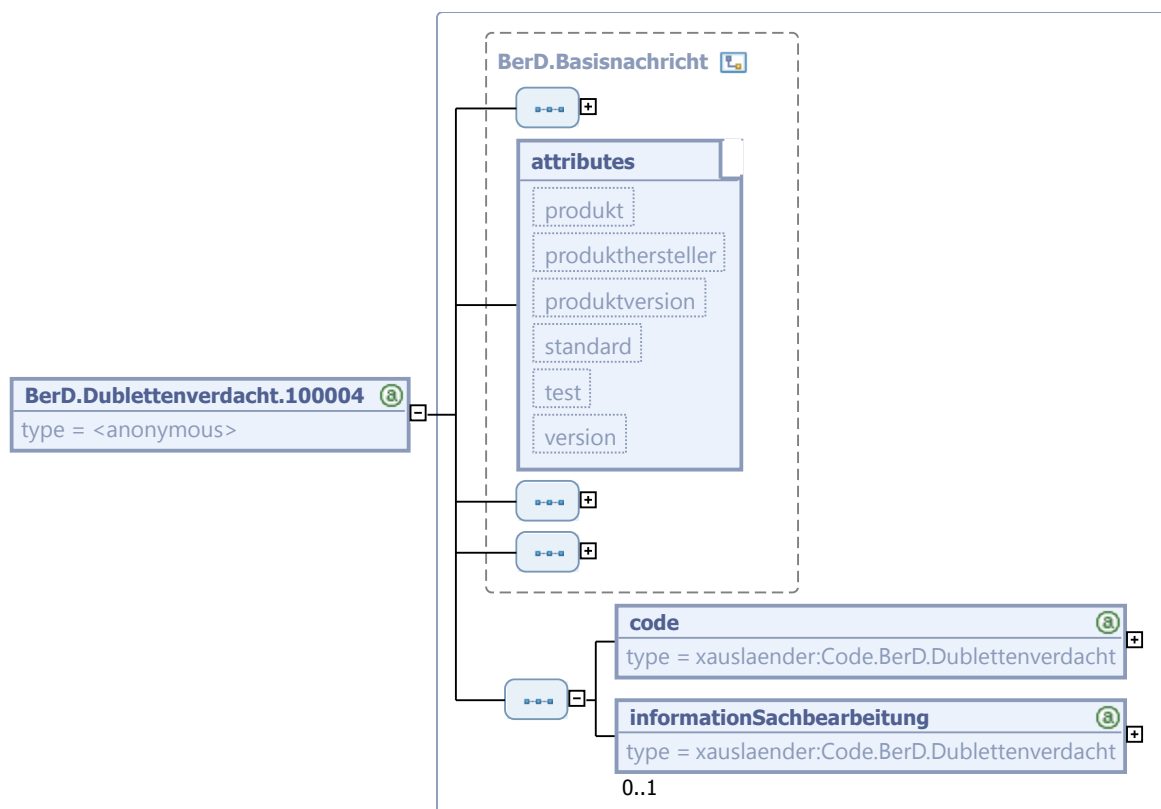 BerD.Basisnachricht
attributes
produkt
produkthersteller
produktversion
standard
test
version
BerD.Dublettenverdacht.100004
type = <anonymous>
code
type = xauslaender:Code.BerD.Dublettenverdacht
informationSachbearbeitung
type = xauslaender:Code.BerD.Dublettenverdacht
0..1